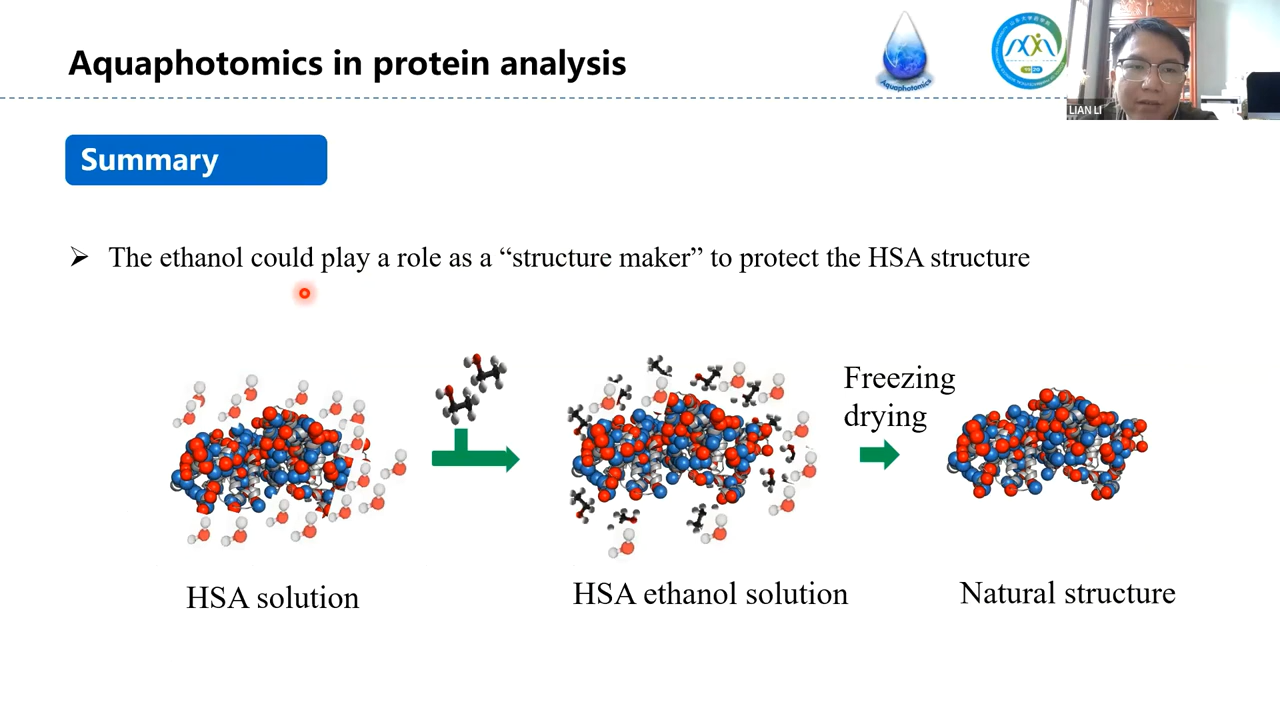 Aquaphotomics in protein analysis
Aquaphotomics
LIAN LI
Summary
➢ The ethanol could play a role as a “structure maker” to protect the HSA structure
Freezing
drying
HSA solution
HSA ethanol solution
Natural structure